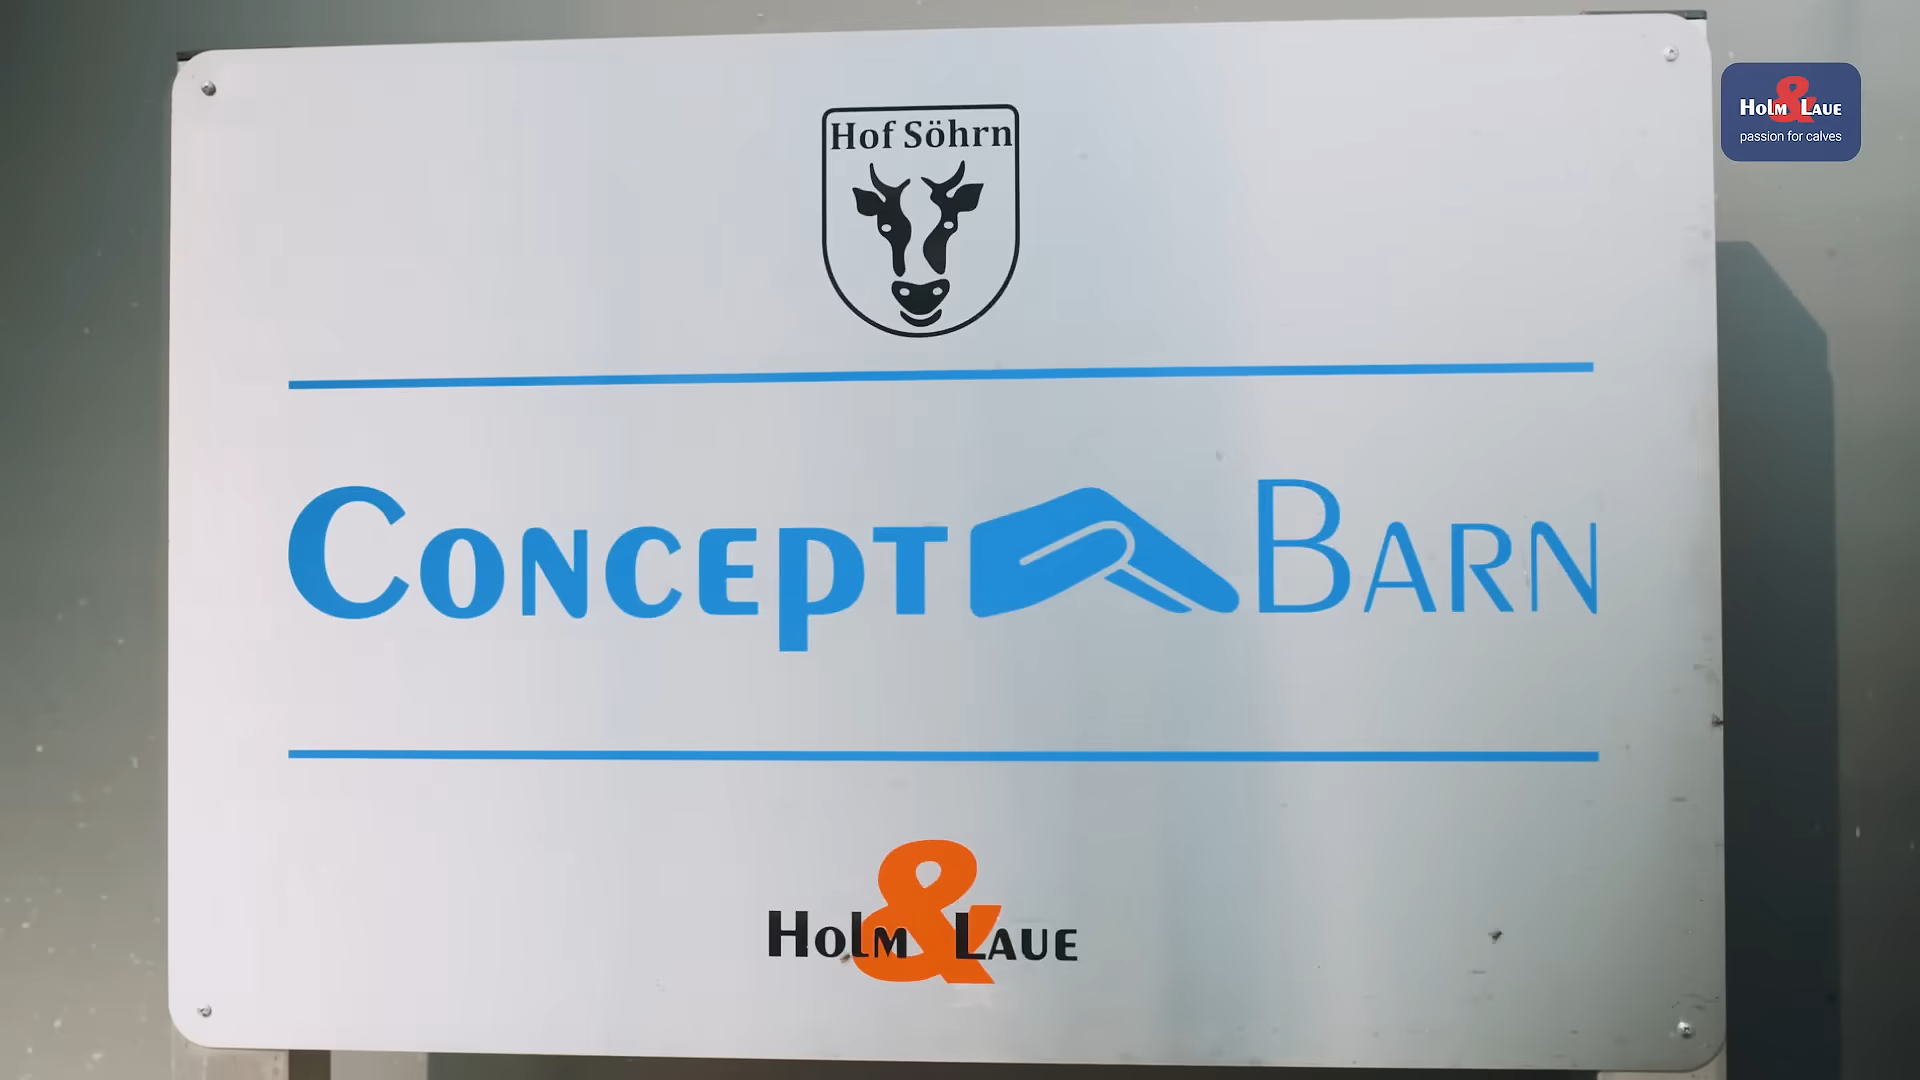 Hof Söhrn
Holm & Laue
passion for calves
Concept Barn
Holm & Laue